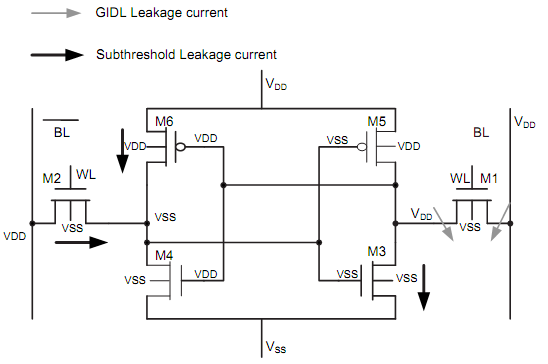 GIDL Leakage current
Subthreshold Leakage current
VDD
M6
M5
BL
BL
VDD
VDD
VDD
VSS
VDD
M2
WL
WL
M1
VSS
VSS
VDD
VSS
VDD
M4
M3
VSS
VDD
VSS
VSS
VSS